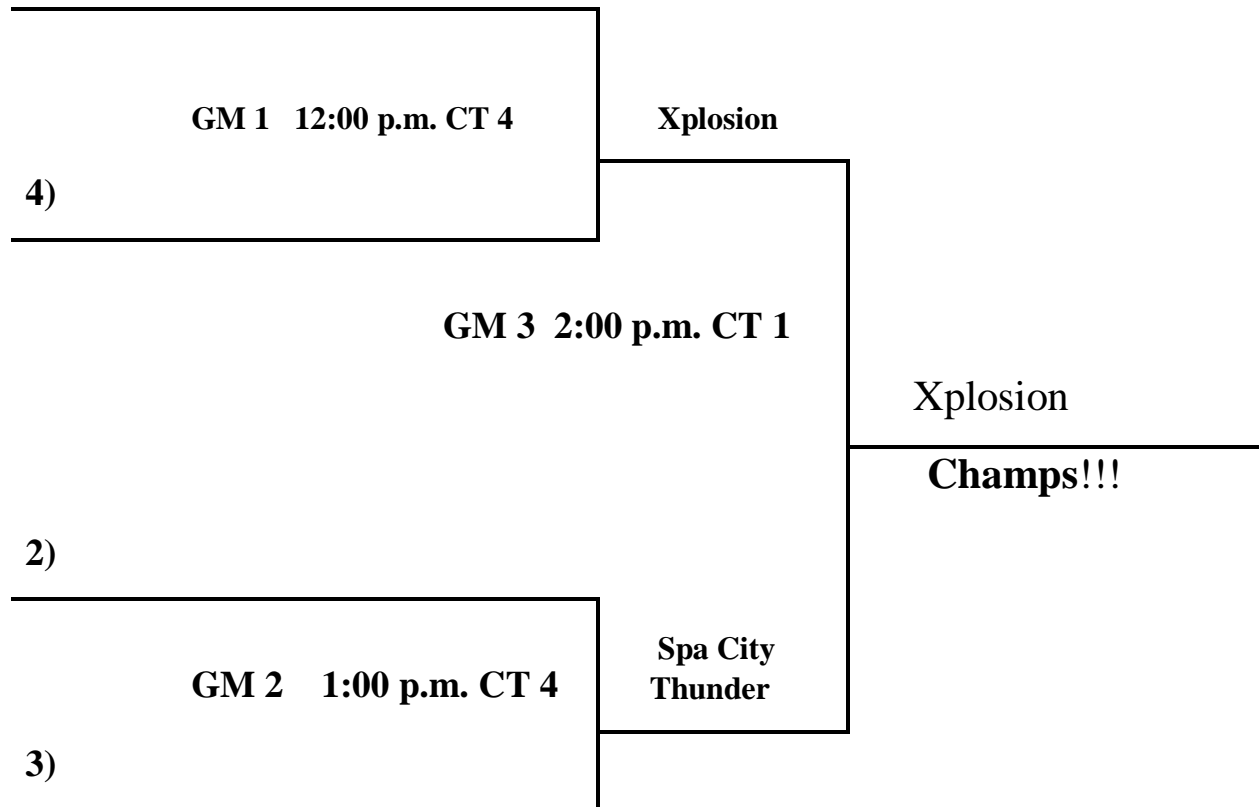 GM 1 12:00 p.m. CT 4
Xplosion
4)
GM 3 2:00 p.m. CT 1
Xplosion
Champs!!!
2)
Spa City
Thunder
GM 2 1:00 p.m. CT 4
3)